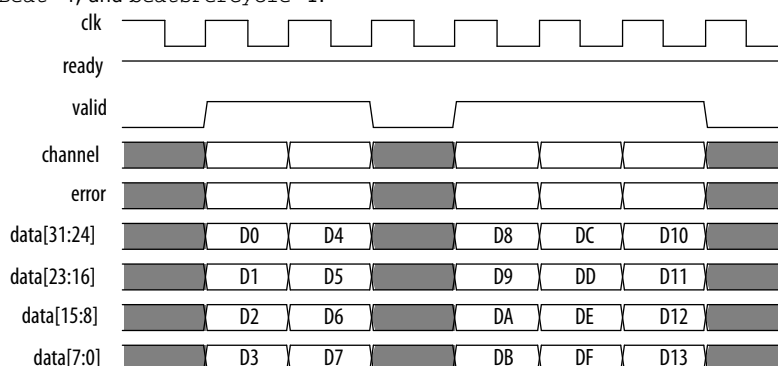 clk
ready
valid
channel
error
data[31:24] D0 D4 D8 DC D10
data[23:16] D1 D5 D9 DD D11
data[15:8] D2 D6 DA DE D12
data[7:0] D3 D7 DB DF D13